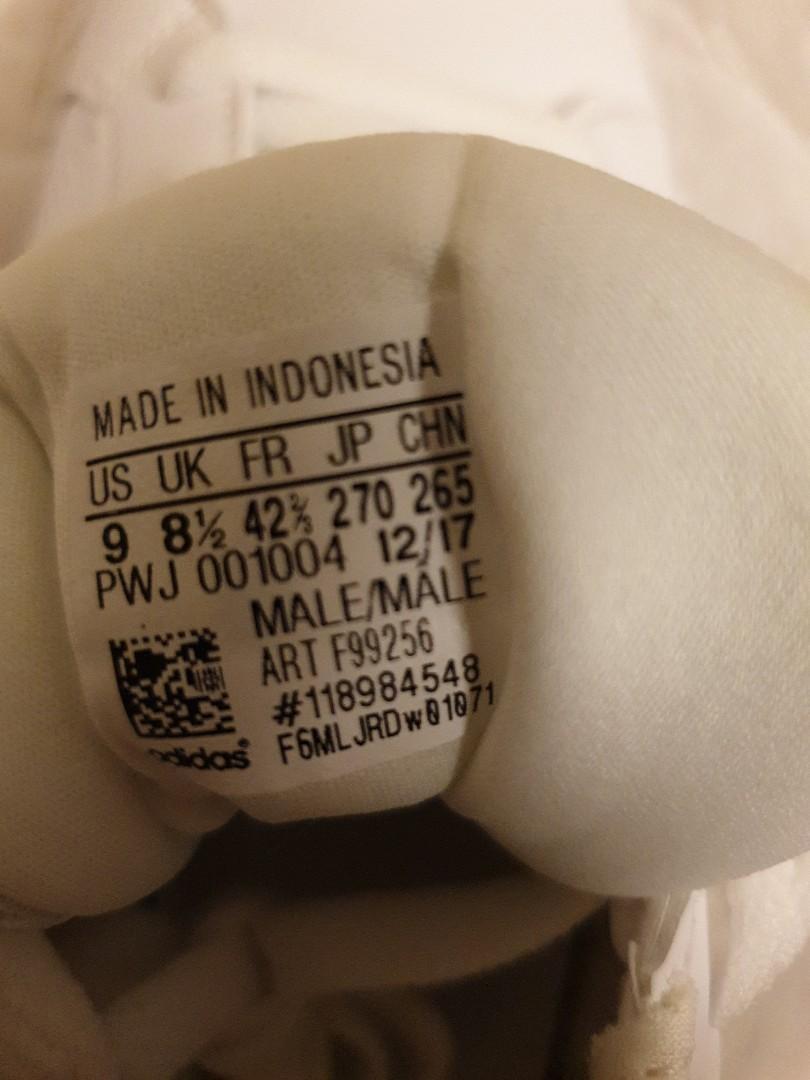 MADE IN INDONESIA
US UK FR JP CHN
9 8½ 42⅔ 270 265
PWJ 001004 12/17
MALE/MÂLE
ART F99256
#118984548
F6MLJRDw01071
adidas®